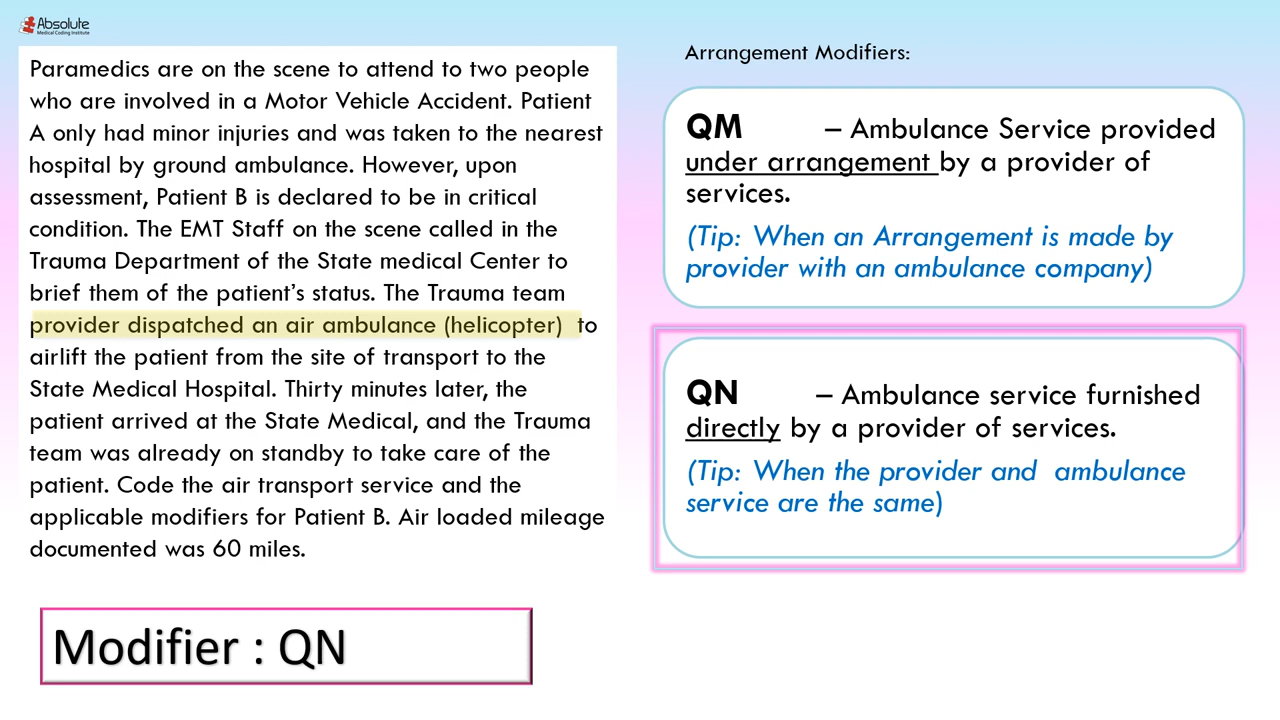 Absolute
Medical Coding Institute
Paramedics are on the scene to attend to two people
who are involved in a Motor Vehicle Accident. Patient
A only had minor injuries and was taken to the nearest
hospital by ground ambulance. However, upon
assessment, Patient B is declared to be in critical
condition. The EMT Staff on the scene called in the
Trauma Department of the State medical Center to
brief them of the patient’s status. The Trauma team
provider dispatched an air ambulance (helicopter) to
airlift the patient from the site of transport to the
State Medical Hospital. Thirty minutes later, the
patient arrived at the State Medical, and the Trauma
team was already on standby to take care of the
patient. Code the air transport service and the
applicable modifiers for Patient B. Air loaded mileage
documented was 60 miles.
Modifier : QN
Arrangement Modifiers:
QM – Ambulance Service provided
under arrangement by a provider of
services.
(Tip: When an Arrangement is made by
provider with an ambulance company)
QN – Ambulance service furnished
directly by a provider of services.
(Tip: When the provider and ambulance
service are the same)